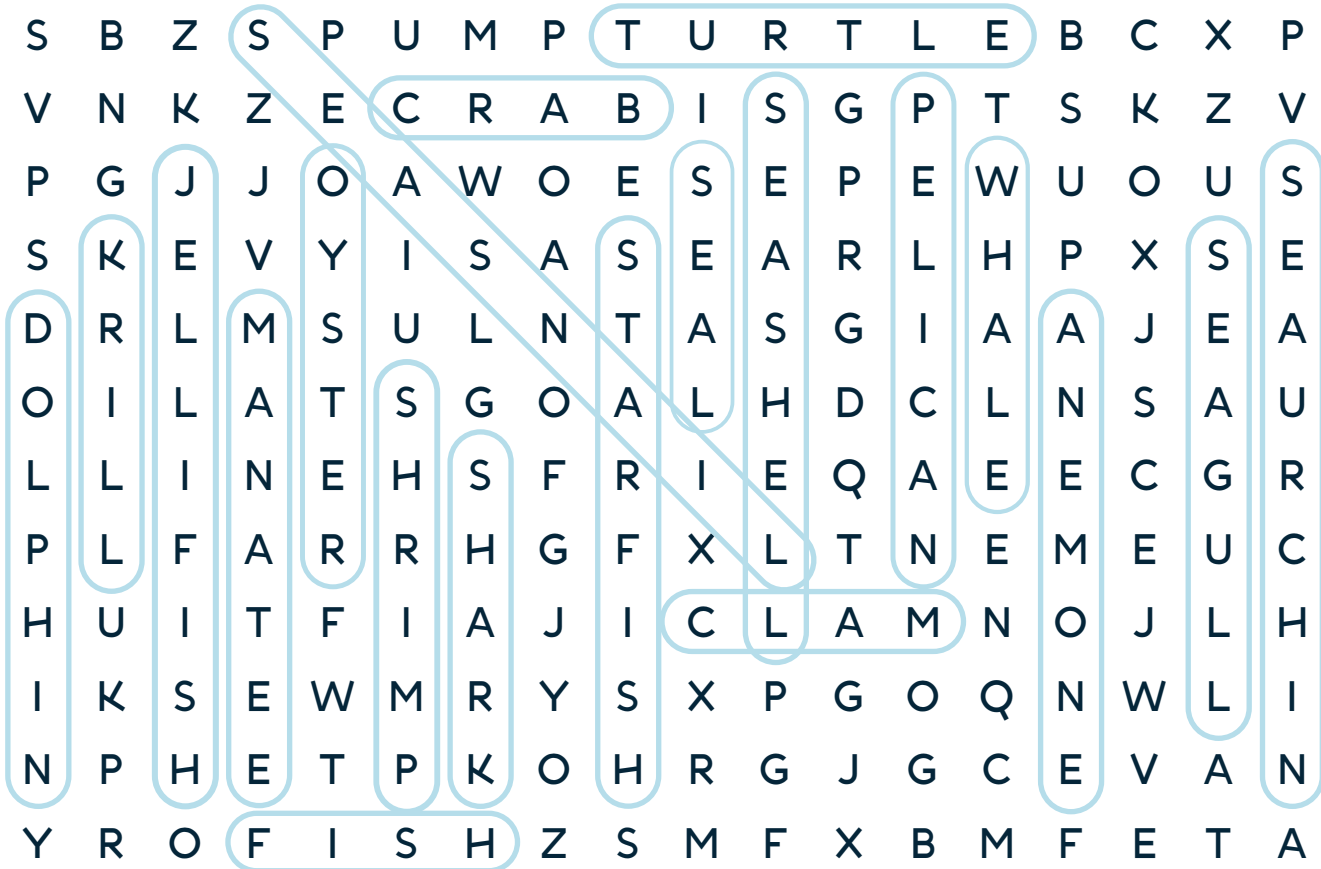 S B Z S P U M P T U R T L E B C X P
V N K Z E C R A B I S G P T S K Z V
P G J J O A W O E S E P E W U O U S
S K E V Y I S A S E A R L H P X S E
D R L M S U L N T A S G I A A J E A
O I L A T S G O A L H D C L N S A U
L L I N E H S F R I E Q A E E C G R
P L F A R R H G F X L T N E M E U C
H U I T F I A J I C L A M N O J L H
I K S E W M R Y S X P G O Q N W L I
N P H E T P K O H R G J G C E V A N
Y R O F I S H Z S M F X B M F E T A